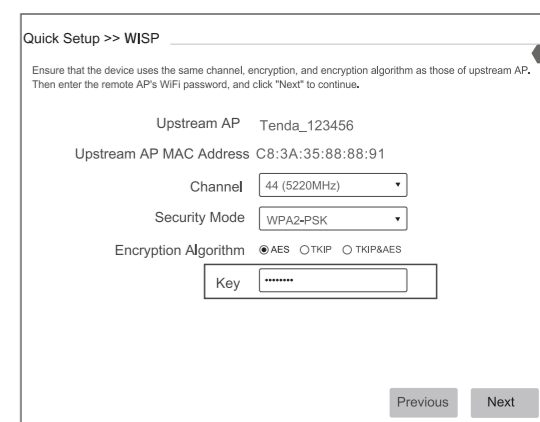 Quick Setup >> WISP
Ensure that the device uses the same channel, encryption, and encryption algorithm as those of upstream AP.
Then enter the remote AP's WiFi password, and click "Next" to continue.
Upstream AP Tenda_123456
Upstream AP MAC Address C8:3A:35:88:88:91
Channel 44 (5220MHz)
Security Mode WPA2-PSK
Encryption Algorithm AES TKIP TKIP&AES
Key ••••••••
Previous Next